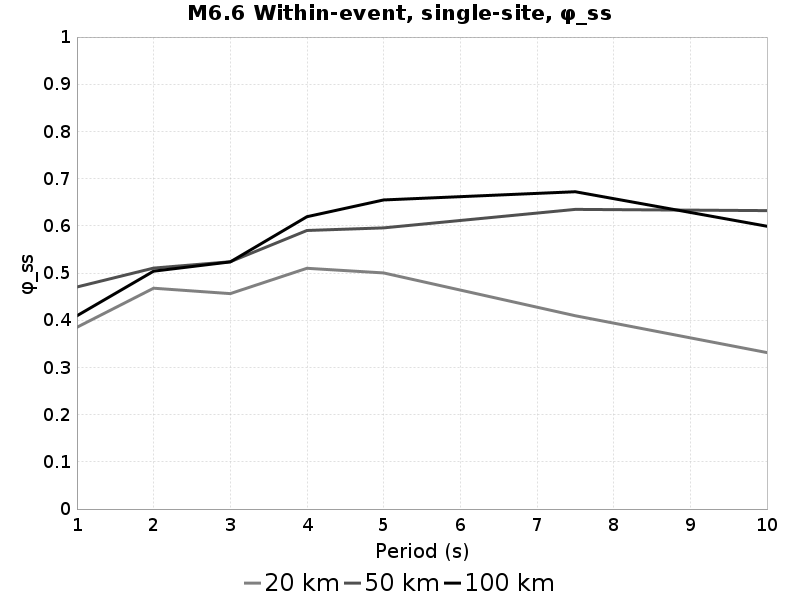 M6.6 Within-event, single-site, φ_ss
1
0.9
0.8
0.7
0.6
0.5
0.4
0.3
0.2
0.1
0
φ_ss
1 2 3 4 5 6 7 8 9 10
Period (s)
20 km 50 km 100 km